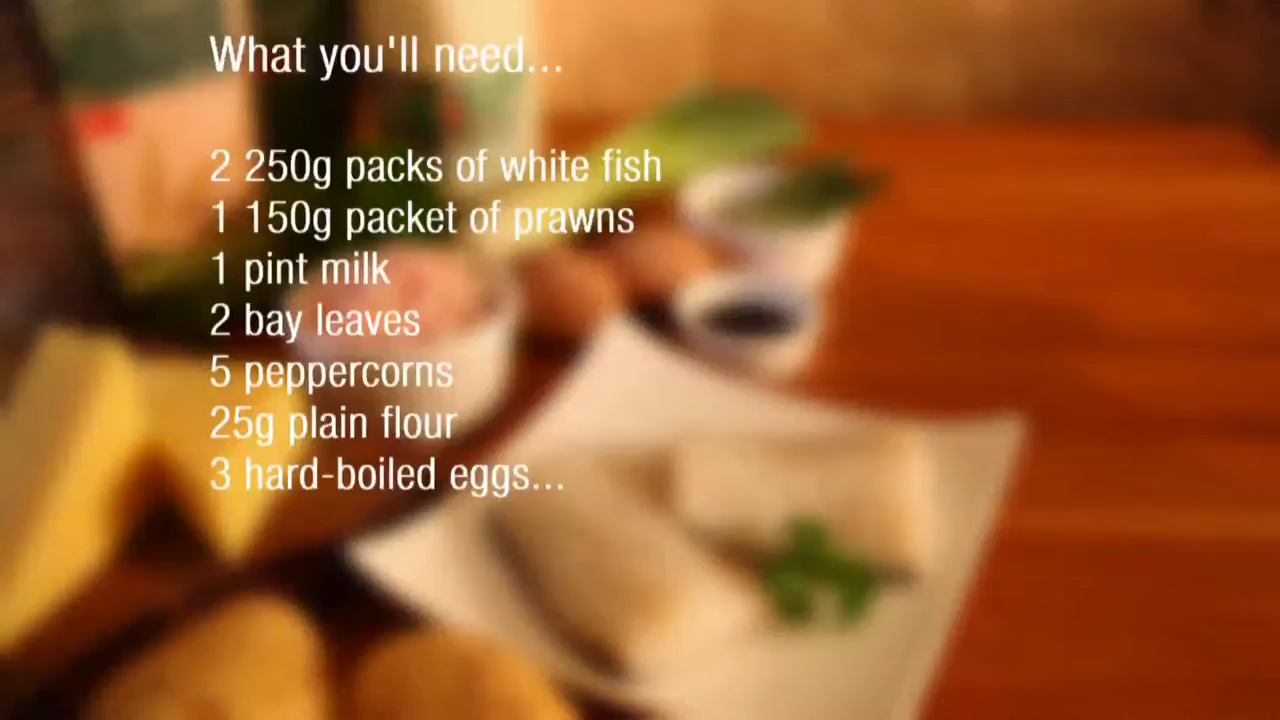 What you'll need...
2 250g packs of white fish
1 150g packet of prawns
1 pint milk
2 bay leaves
5 peppercorns
25g plain flour
3 hard-boiled eggs...